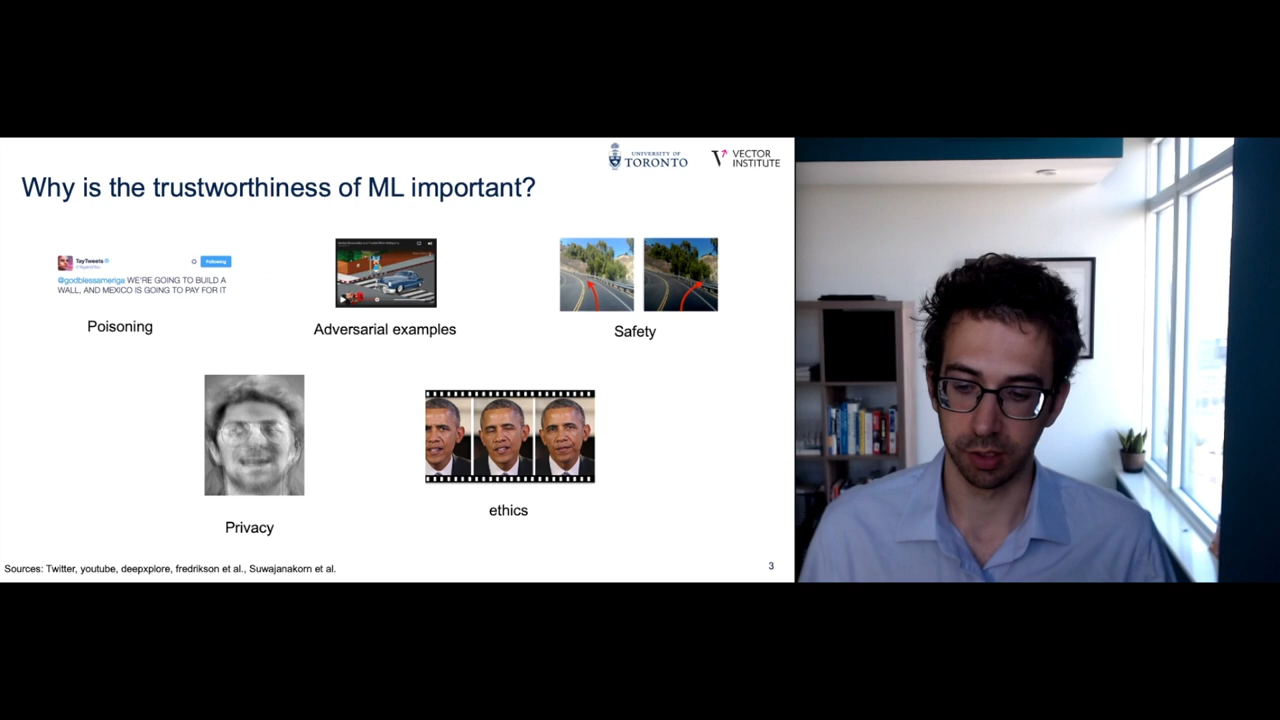 UNIVERSITY OF
TORONTO
VECTOR
INSTITUTE
Why is the trustworthiness of ML important?
TayTweets
Following
@godblessameriga WE'RE GOING TO BUILD A
WALL, AND MEXICO IS GOING TO PAY FOR IT
Poisoning
Adversarial examples
Safety
Privacy
ethics
Sources: Twitter, youtube, deepxplore, fredrikson et al., Suwajanakorn et al.
3